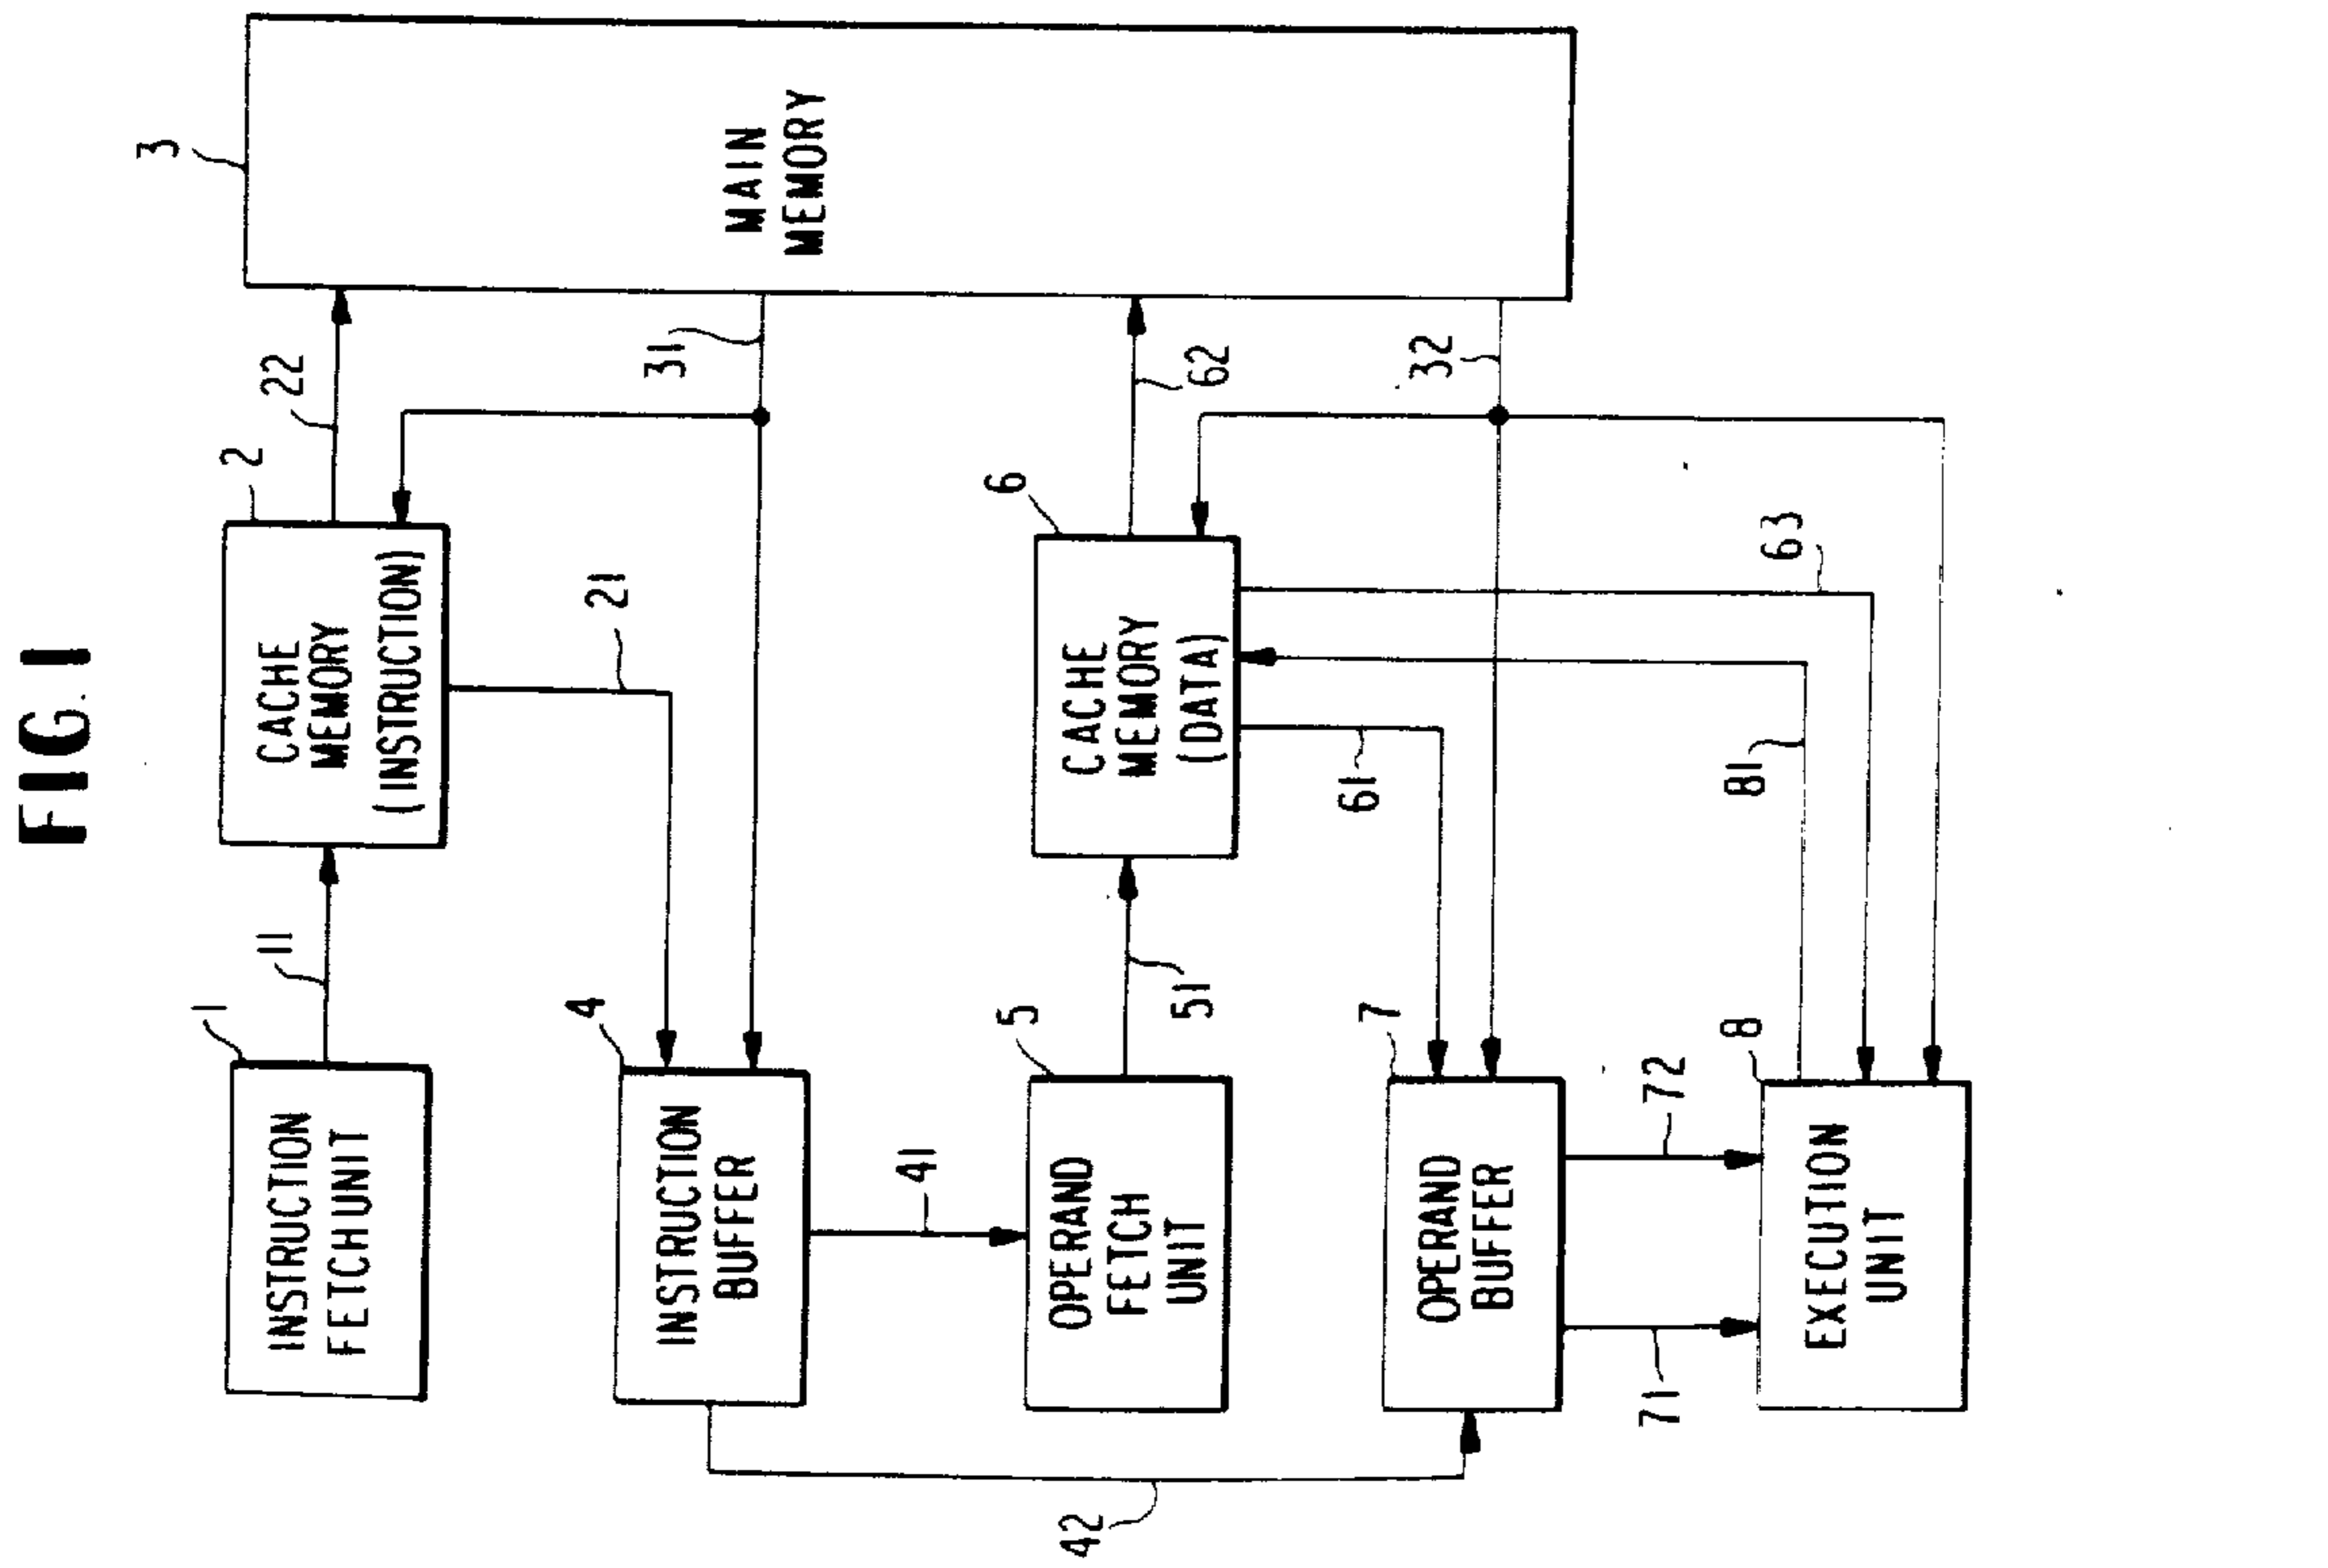 FIG. 1
1
INSTRUCTION
FETCH UNIT
11
2
CACHE
MEMORY
(INSTRUCTION)
22
3
MAIN
MEMORY
31
21
4
INSTRUCTION
BUFFER
41
42
5
OPERAND
FETCH
UNIT
51
6
CACHE
MEMORY
(DATA)
62
32
61
63
81
7
OPERAND
BUFFER
71
72
8
EXECUTION
UNIT